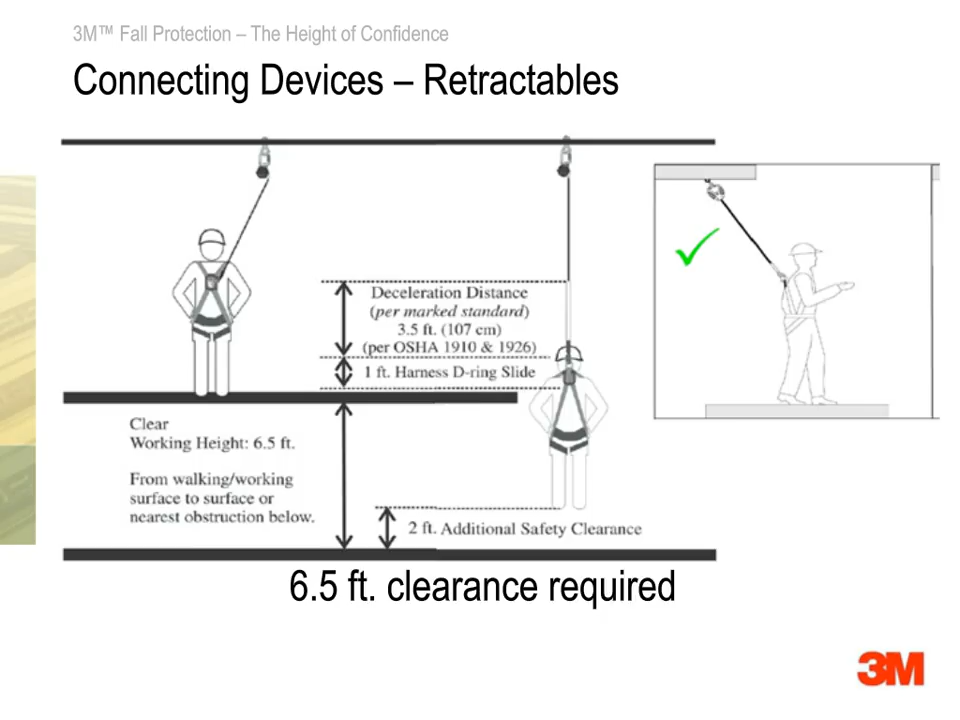 3M™ Fall Protection – The Height of Confidence
Connecting Devices – Retractables
Deceleration Distance
(per marked standard)
3.5 ft. (107 cm)
(per OSHA 1910 & 1926)
1 ft. Harness D-ring Slide
Clear
Working Height: 6.5 ft.
From walking/working
surface to surface or
nearest obstruction below.
2 ft. Additional Safety Clearance
6.5 ft. clearance required
3M